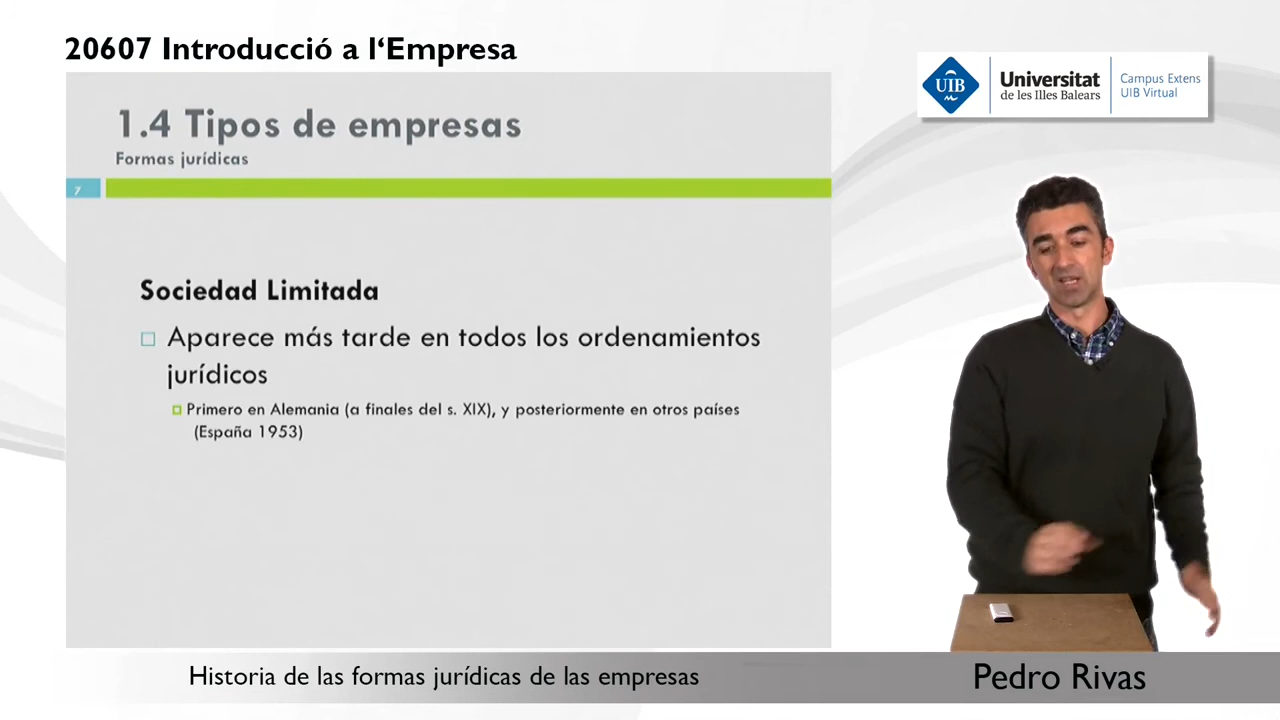 20607 Introducció a l‘Empresa
UIB
Universitat
de les Illes Balears
Campus Extens
UIB Virtual
1.4 Tipos de empresas
Formas jurídicas
7
Sociedad Limitada
Aparece más tarde en todos los ordenamientos
jurídicos
Primero en Alemania (a finales del s. XIX), y posteriormente en otros países
(España 1953)
Historia de las formas jurídicas de las empresas
Pedro Rivas